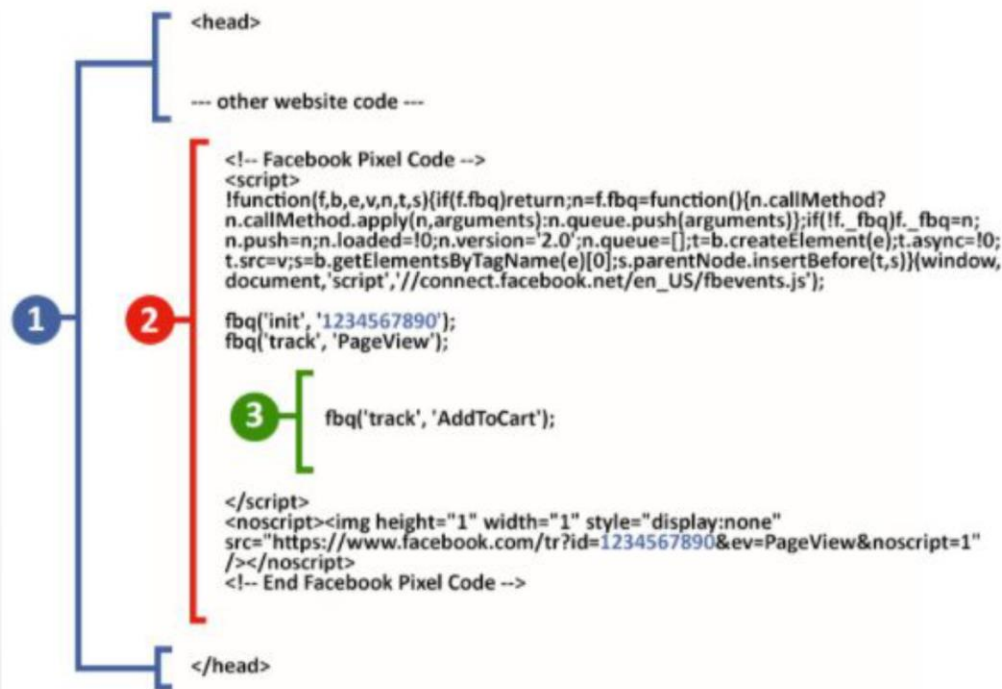 <head>
--- other website code ---
<!-- Facebook Pixel Code -->
<script>
!function(f,b,e,v,n,t,s){if(f.fbq)return;n=f.fbq=function(){n.callMethod?
n.callMethod.apply(n,arguments):n.queue.push(arguments)};if(!f._fbq)f._fbq=n;
n.push=n;n.loaded=!0;n.version='2.0';n.queue=[];t=b.createElement(e);t.async=!0;
t.src=v;s=b.getElementsByTagName(e)[0];s.parentNode.insertBefore(t,s)}(window,
document,'script','//connect.facebook.net/en_US/fbevents.js');
1
2
fbq('init', '1234567890');
fbq('track', 'PageView');
3
fbq('track', 'AddToCart');
</script>
<noscript><img height="1" width="1" style="display:none"
src="https://www.facebook.com/tr?id=1234567890&ev=PageView&noscript=1"
/></noscript>
<!-- End Facebook Pixel Code -->
</head>